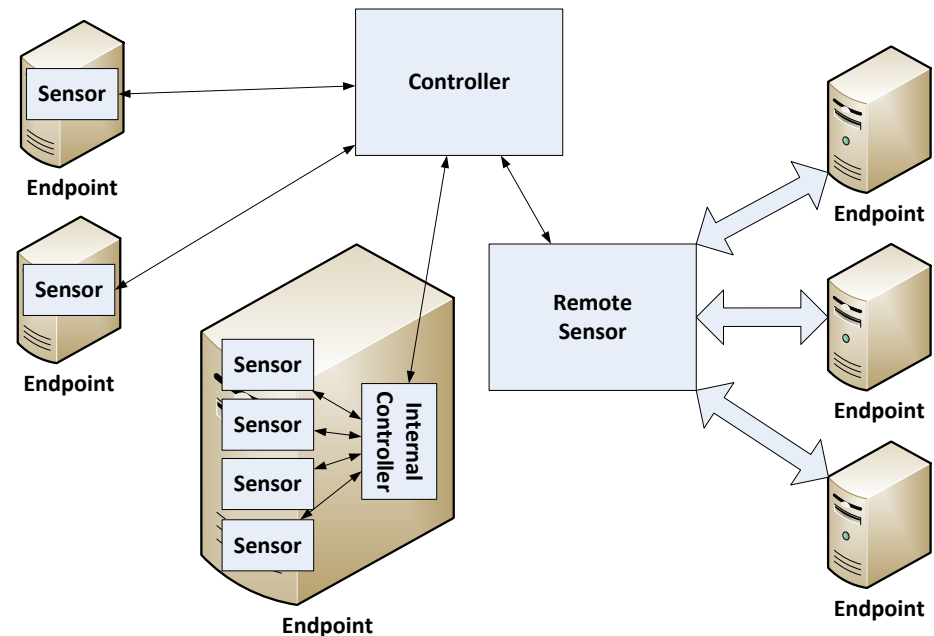 Controller
Sensor
Endpoint
Endpoint
Sensor
Endpoint
Remote
Sensor
Endpoint
Sensor
Sensor
Sensor
Sensor
Internal
Controller
Endpoint
Endpoint